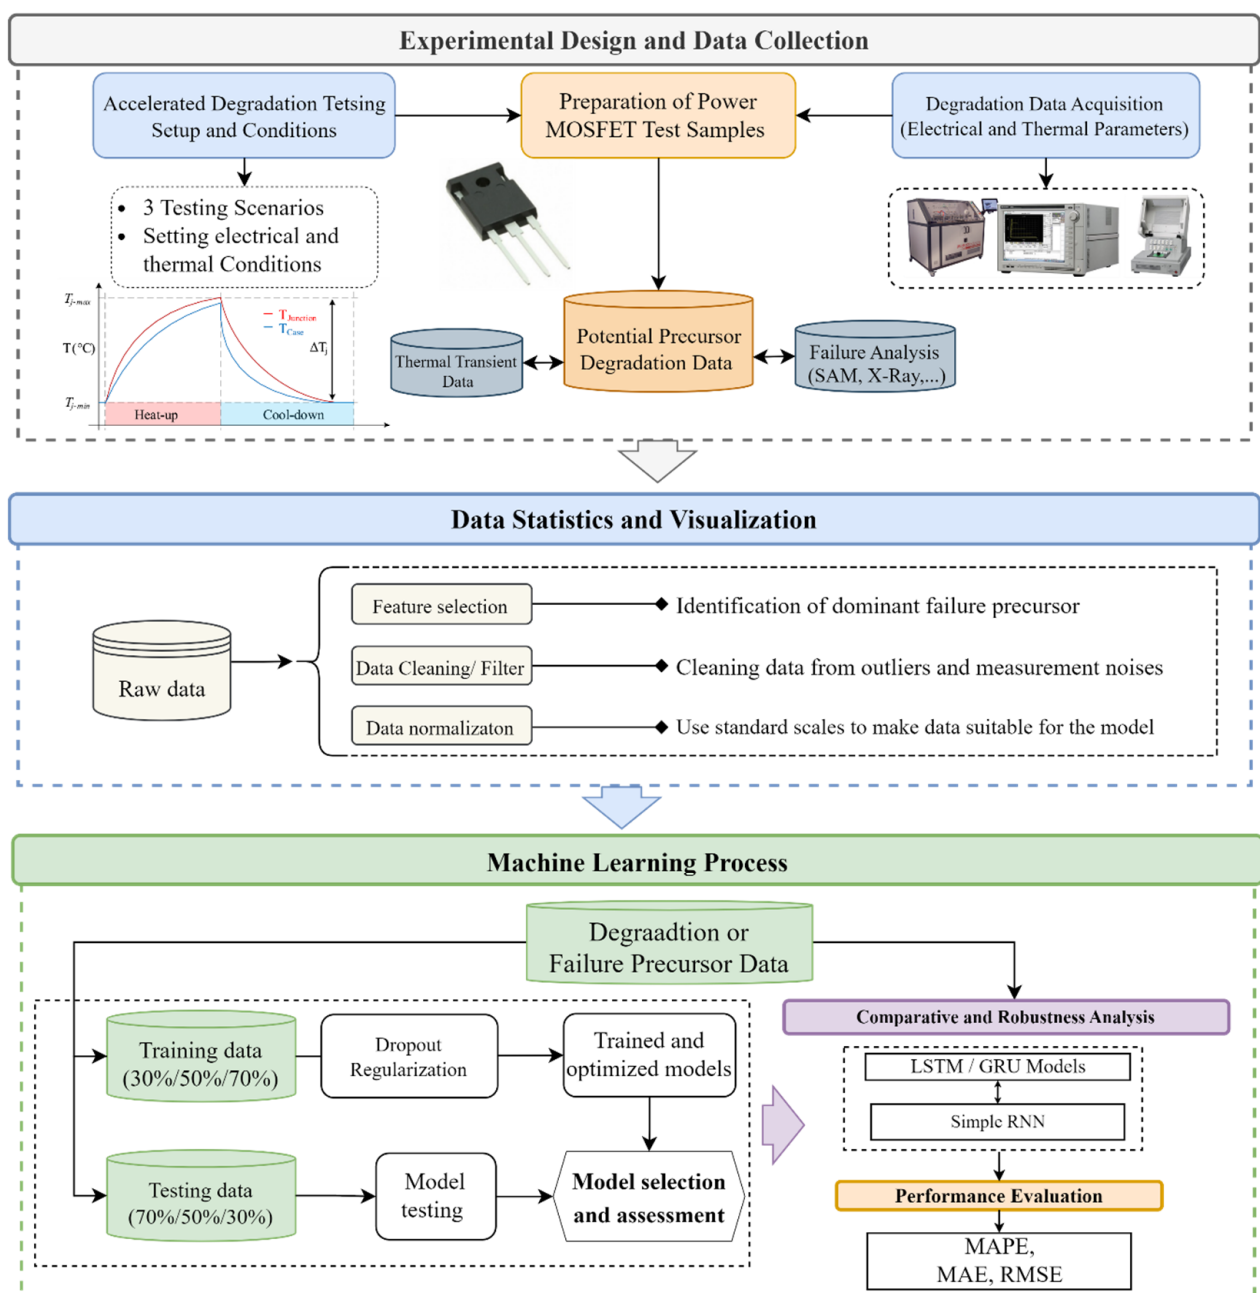 Experimental Design and Data Collection
Accelerated Degradation Tetsing
Setup and Conditions
Preparation of Power
MOSFET Test Samples
Degradation Data Acquisition
(Electrical and Thermal Parameters)
• 3 Testing Scenarios
• Setting electrical and
thermal Conditions
Tj-max
T(°C)
Tj-min
TJunction
TCase
ΔTj
Heat-up
Cool-down
Thermal Transient
Data
Potential Precursor
Degradation Data
Failure Analysis
(SAM, X-Ray,...)
Data Statistics and Visualization
Raw data
Feature selection
Identification of dominant failure precursor
Data Cleaning/ Filter
Cleaning data from outliers and measurement noises
Data normalizaton
Use standard scales to make data suitable for the model
Machine Learning Process
Degraadtion or
Failure Precursor Data
Training data
(30%/50%/70%)
Dropout
Regularization
Trained and
optimized models
Testing data
(70%/50%/30%)
Model
testing
Model selection
and assessment
Comparative and Robustness Analysis
LSTM / GRU Models
Simple RNN
Performance Evaluation
MAPE,
MAE, RMSE